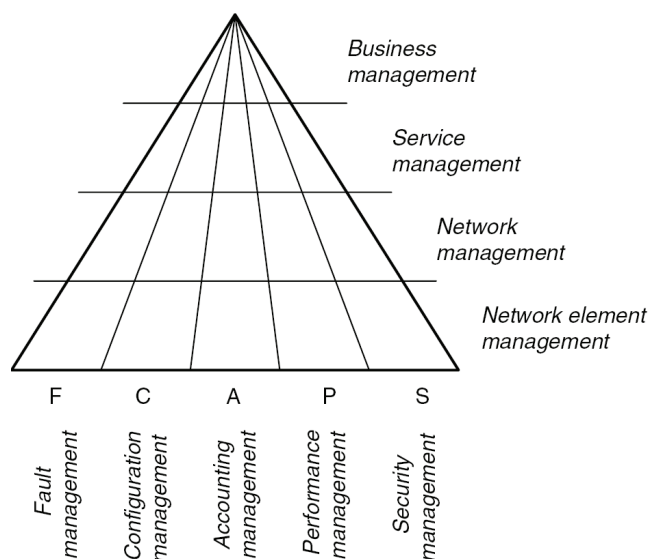 Business
management
Service
management
Network
management
Network element
management
F C A P S
Fault
management
Configuration
management
Accounting
management
Performance
management
Security
management